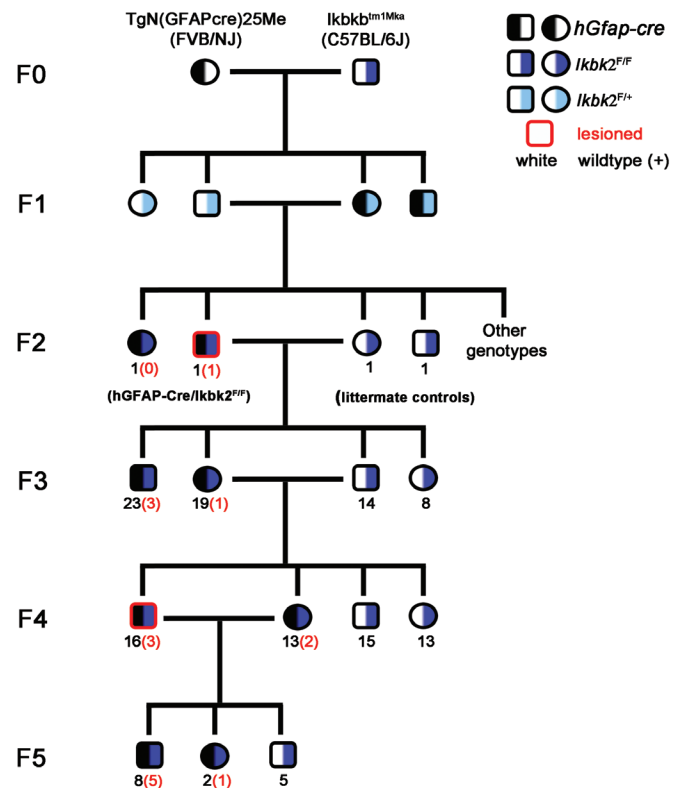 TgN(GFAPcre)25Me
(FVB/NJ)
Ikbkb^tm1Mka
(C57BL/6J)
hGfap-cre
Ikbk2^F/F
Ikbk2^F/+
lesioned
white wildtype (+)
F0
F1
F2
1(0) 1(1) 1 1
Other
genotypes
(hGFAP-Cre/Ikbk2^F/F) (littermate controls)
F3
23(3) 19(1) 14 8
F4
16(3) 13(2) 15 13
F5
8(5) 2(1) 5